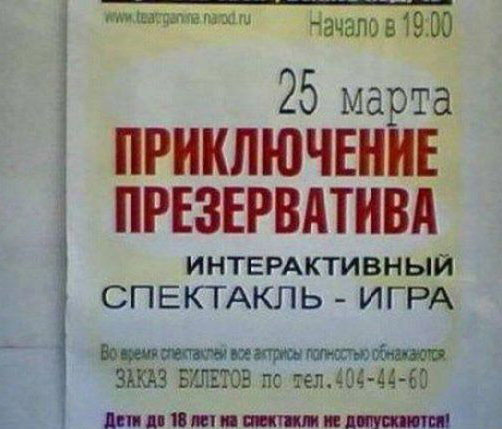 www.teatrganina.narod.ru
Начало в 19:00
25 марта
ПРИКЛЮЧЕНИЕ
ПРЕЗЕРВАТИВА
ИНТЕРАКТИВНЫЙ
СПЕКТАКЛЬ - ИГРА
Во время спектаклей все актрисы полностью обнажаются.
ЗАКАЗ БИЛЕТОВ по тел.404-44-60
Дети до 18 лет на спектакли не допускаются!